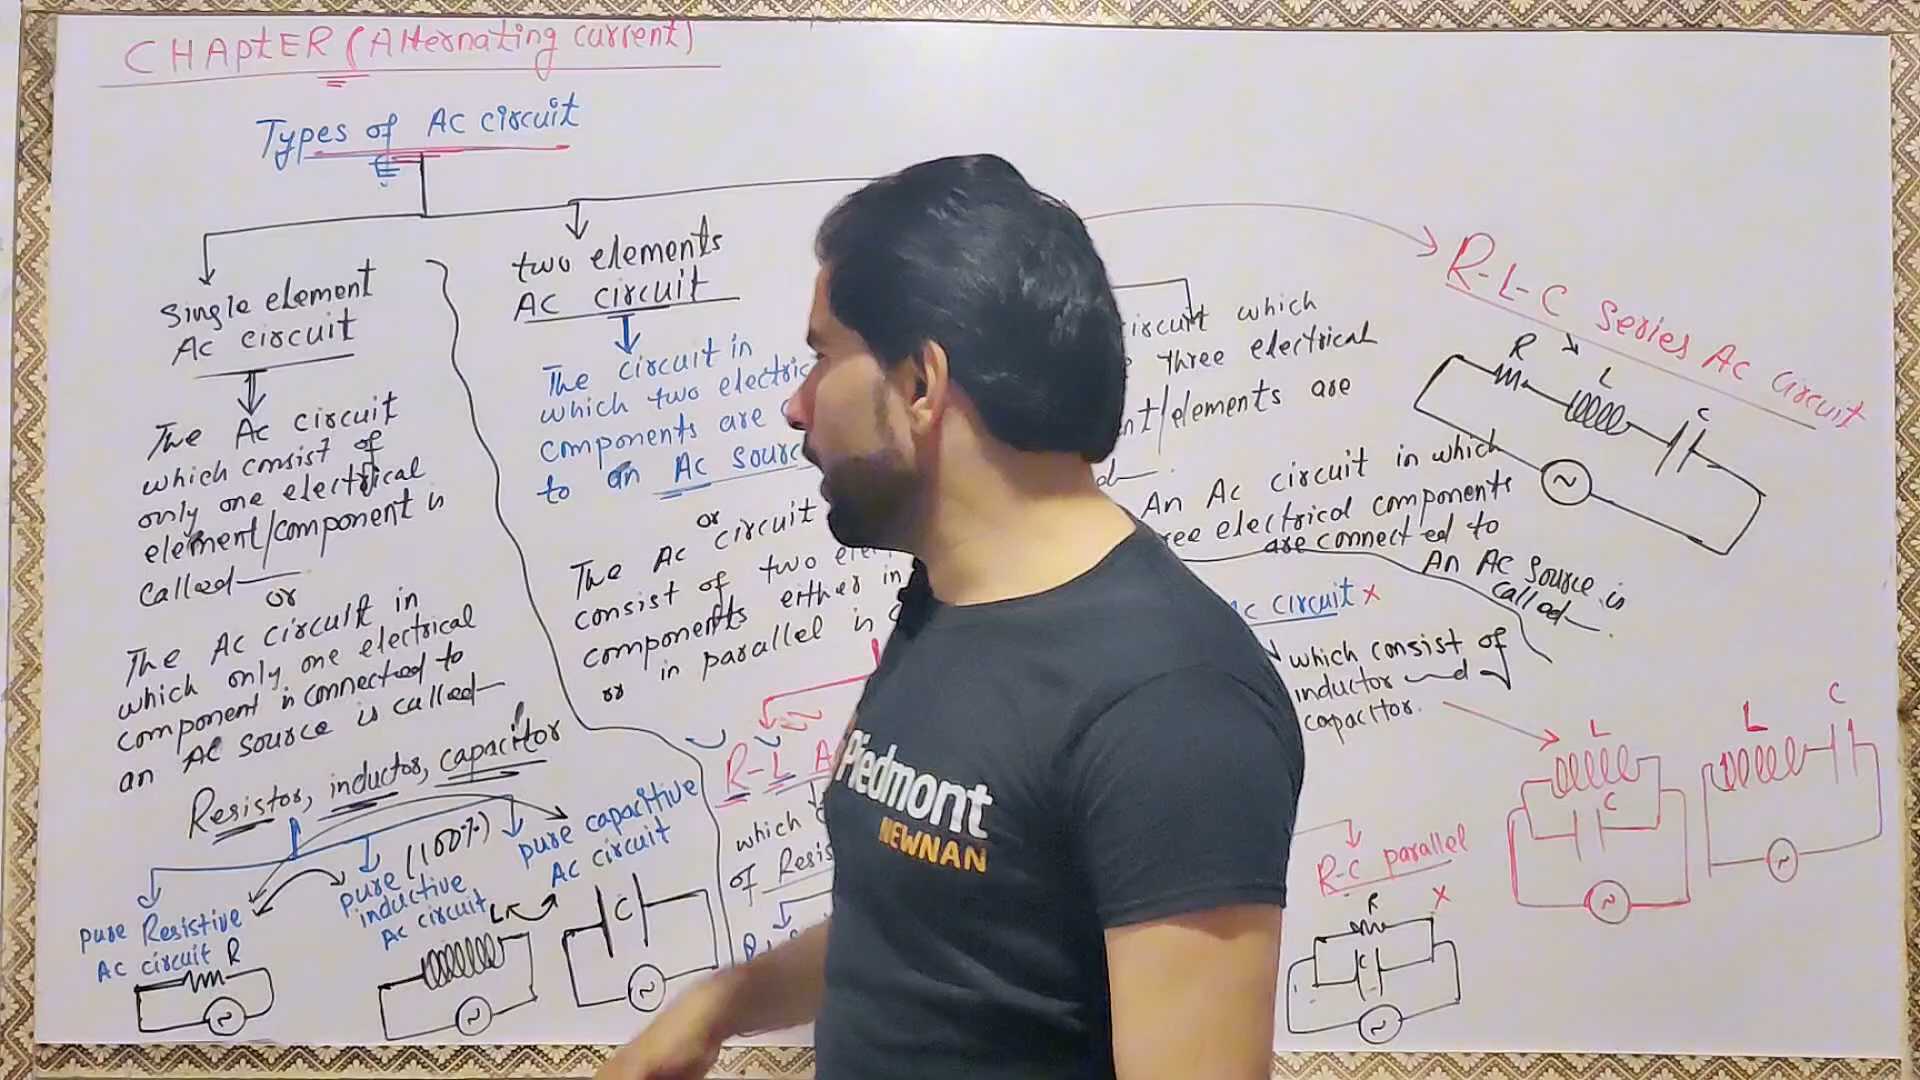 CHAPtER (Alternating current)
Types of AC circuit
Single element
AC circuit
The AC circuit
which consist of
only one electrical
element/component is
called—
or
The AC circuit in
which only one electrical
component is connected to
an AC source is called—
Resistor, inductor, capacitor
pure Resistive
AC circuit
R
pure (100%)
inductive
AC circuit
L
pure capacitive
AC circuit
C
two elements
AC circuit
The circuit in
which two electric
components are
to an AC source
or
The AC circuit
consist of two ele
components either in
or in parallel is
R-L A
which
of Resis
Piedmont
NEWNAN
circuit which
three electrical
nt/elements are
d—
An AC circuit in which
ree electrical components
are connected to
An AC source is
called—.
R-L-C series AC circuit
R
L
C
AC circuit x
which consist of
inductor and
capacitor.
L
C
L
C
R-C parallel
x
R
C